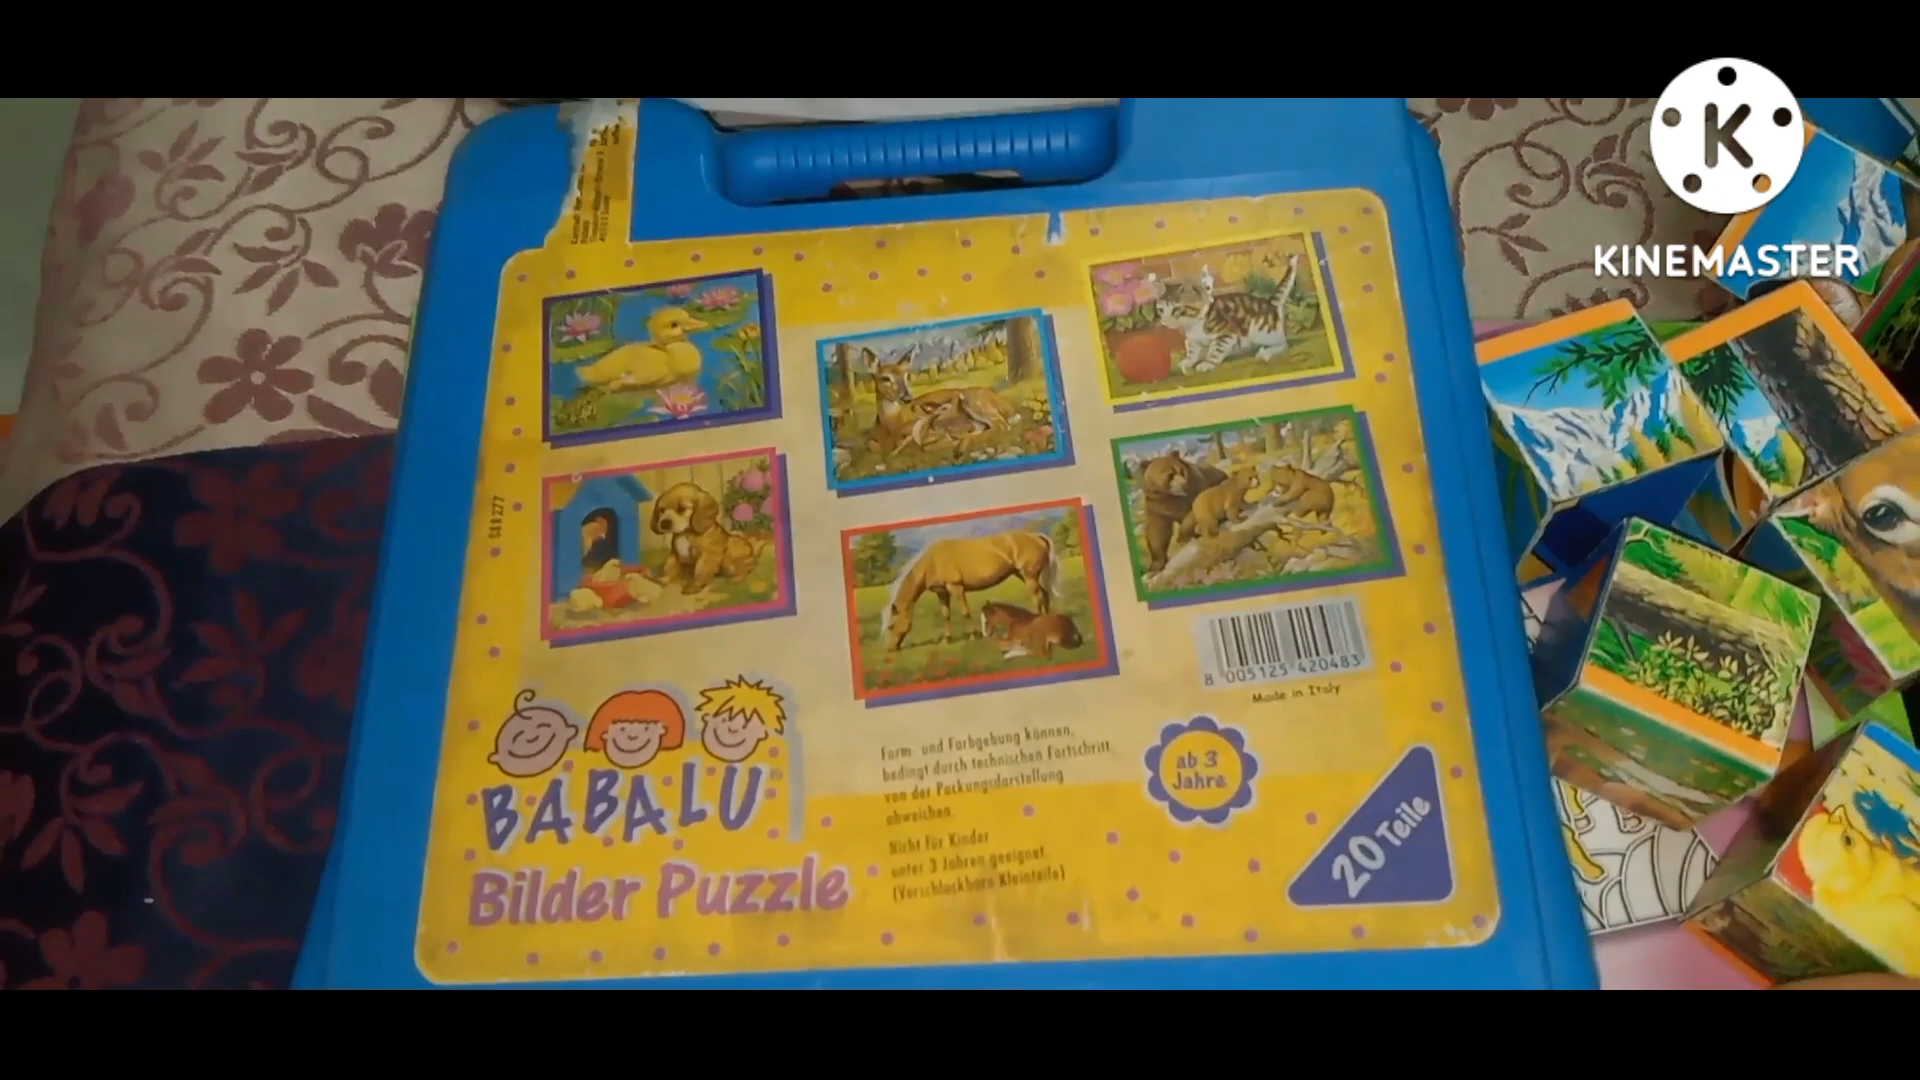 K
KINEMASTER
588277
8 005125 420483
Made in Italy
BABALU
Bilder Puzzle
Form- und Farbgebung können,
bedingt durch technischen Fortschritt,
von der Packungsdarstellung
abweichen.
Nicht für Kinder
unter 3 Jahren geeignet
(Verschluckbare Kleinteile)
ab 3
Jahre
20 Teile